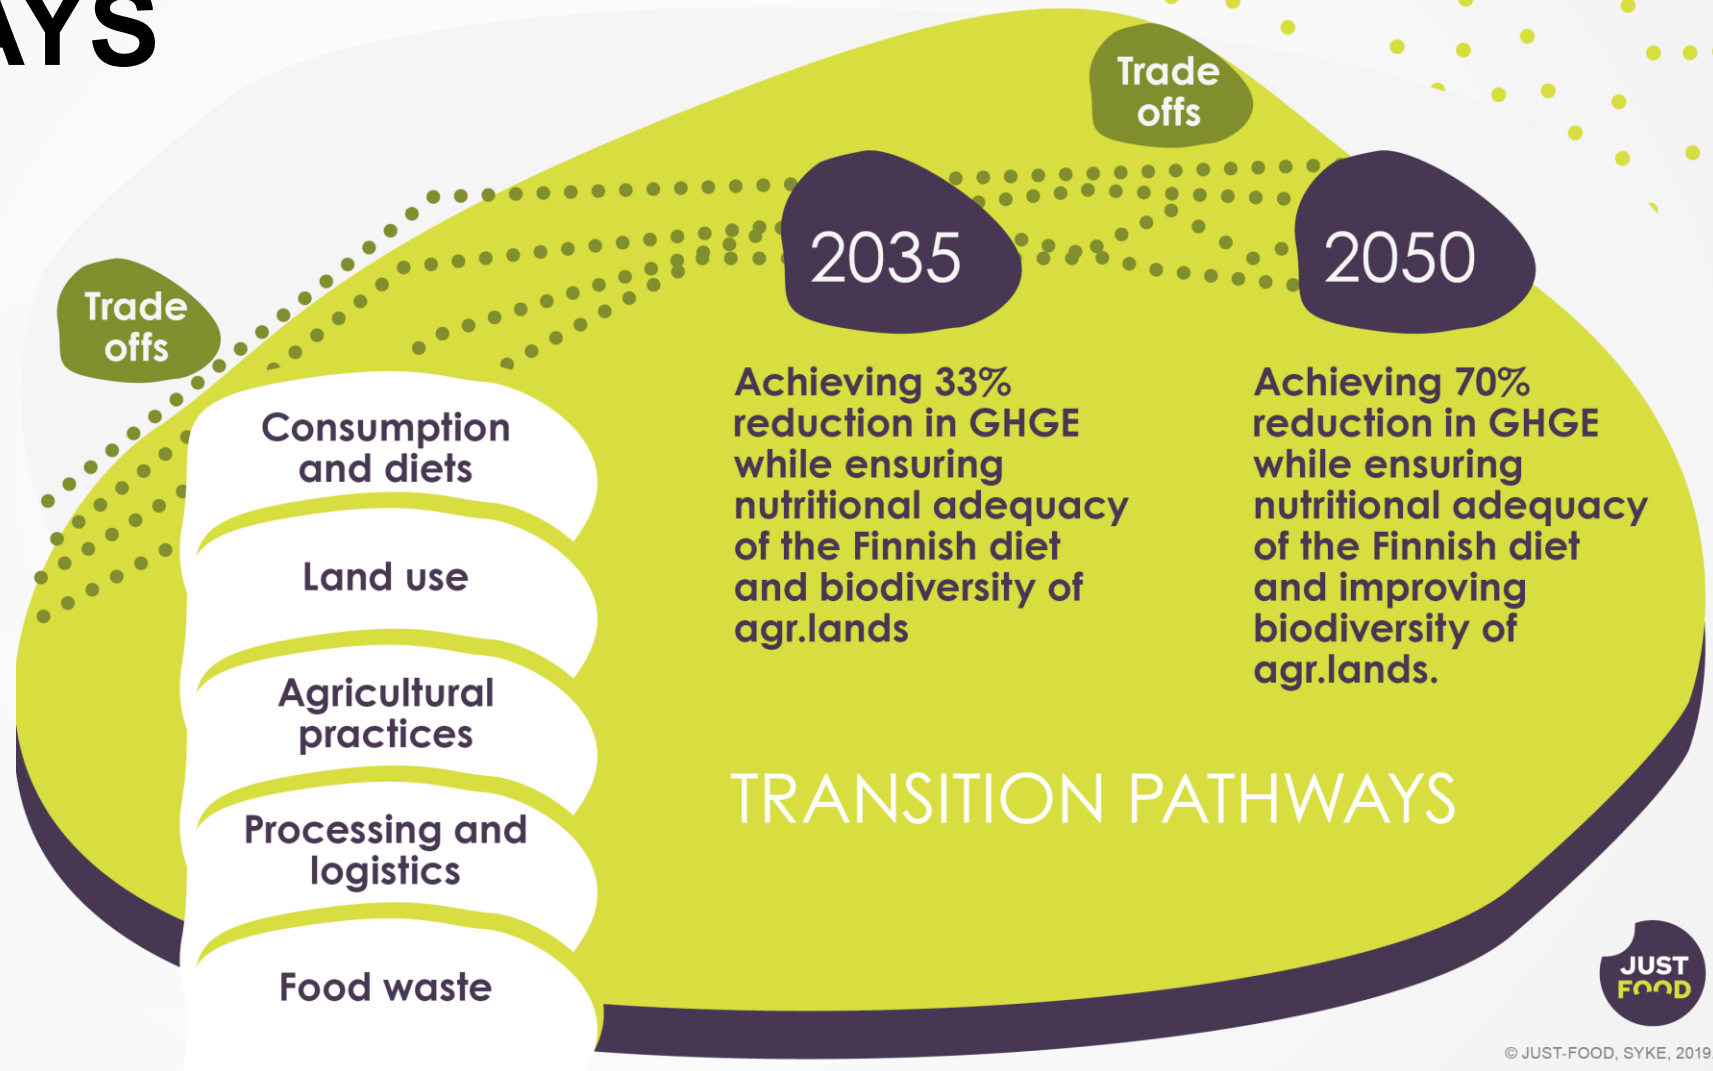 AYS
Trade
offs
Trade
offs
2035
2050
Consumption
and diets
Land use
Agricultural
practices
Processing and
logistics
Food waste
Achieving 33%
reduction in GHGE
while ensuring
nutritional adequacy
of the Finnish diet
and biodiversity of
agr.lands
Achieving 70%
reduction in GHGE
while ensuring
nutritional adequacy
of the Finnish diet
and improving
biodiversity of
agr.lands.
TRANSITION PATHWAYS
JUST
FOOD
© JUST-FOOD, SYKE, 2019